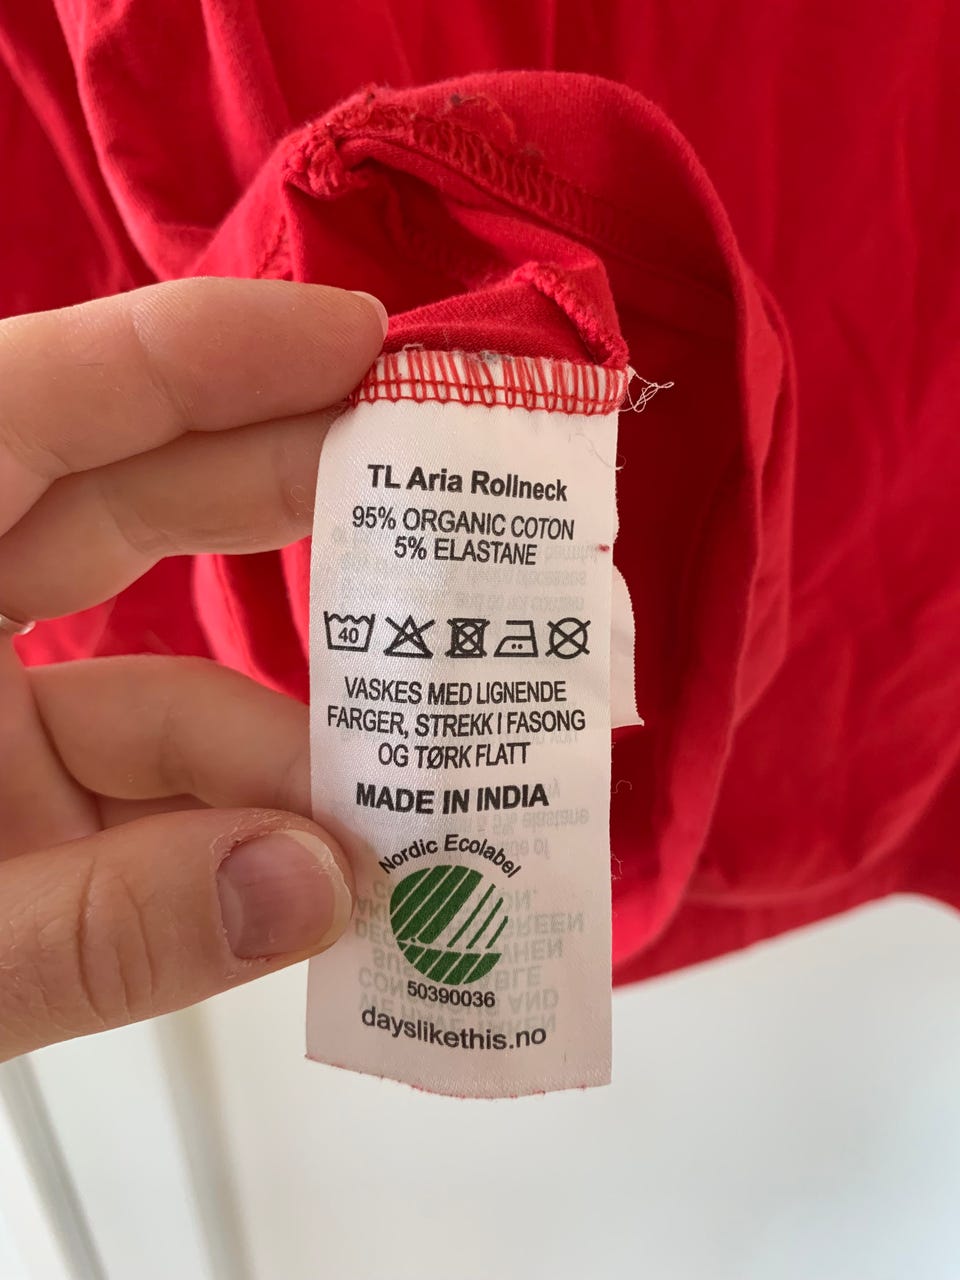 TL Aria Rollneck
95% ORGANIC COTON
5% ELASTANE
40
VASKES MED LIGNENDE
FARGER, STREKK I FASONG
OG TØRK FLATT
MADE IN INDIA
Nordic Ecolabel
50390036
dayslikethis.no